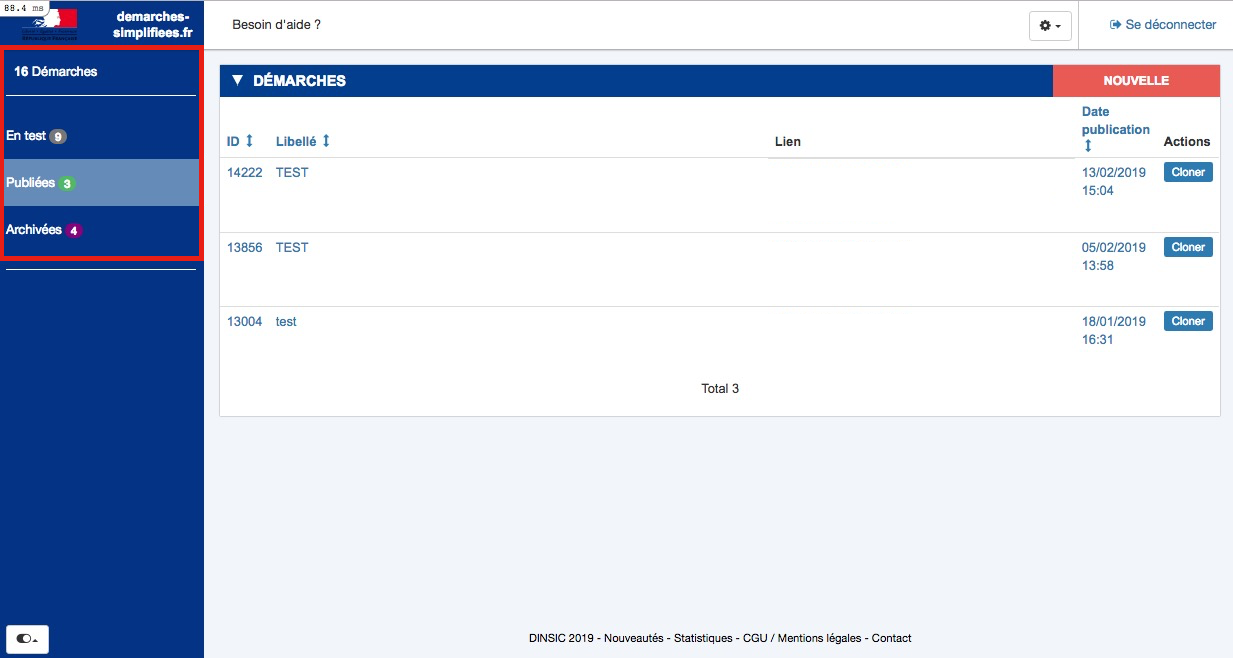 88.4 ms
demarches-
simplifiees.fr
Besoin d'aide ?
Se déconnecter
16 Démarches
En test 9
Publiées 3
Archivées 4
▼ DÉMARCHES
NOUVELLE
ID Libellé Lien Date publication Actions
14222 TEST 13/02/2019 Cloner
15:04
13856 TEST 05/02/2019 Cloner
13:58
13004 test 18/01/2019 Cloner
16:31
Total 3
DINSIC 2019 - Nouveautés - Statistiques - CGU / Mentions légales - Contact